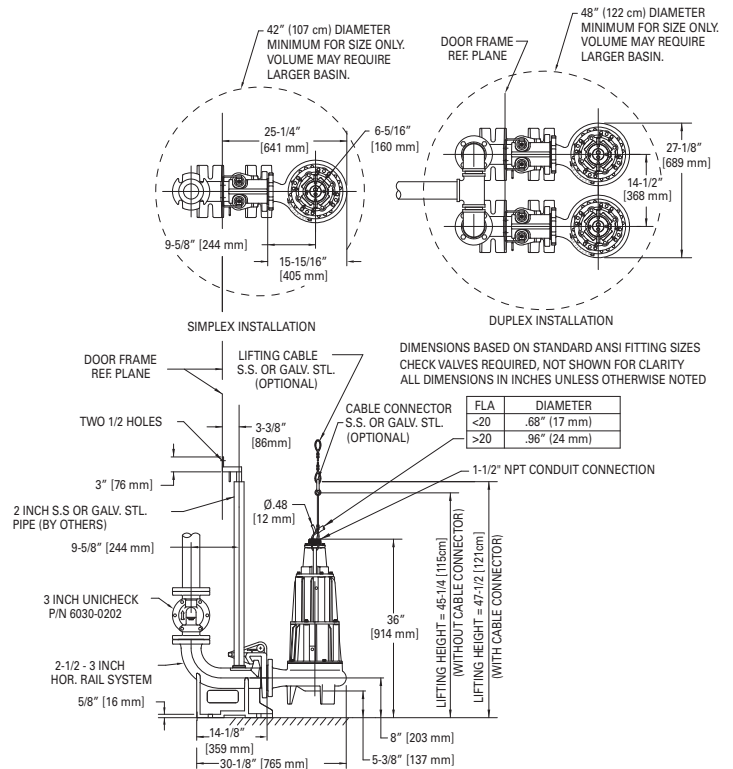 42" (107 cm) DIAMETER
MINIMUM FOR SIZE ONLY.
VOLUME MAY REQUIRE
LARGER BASIN.
48" (122 cm) DIAMETER
MINIMUM FOR SIZE ONLY.
VOLUME MAY REQUIRE
LARGER BASIN.
DOOR FRAME
REF. PLANE
25-1/4"
[641 mm]
6-5/16"
[160 mm]
27-1/8"
[689 mm]
14-1/2"
[368 mm]
9-5/8" [244 mm]
15-15/16"
[405 mm]
SIMPLEX INSTALLATION
DUPLEX INSTALLATION
DIMENSIONS BASED ON STANDARD ANSI FITTING SIZES
CHECK VALVES REQUIRED, NOT SHOWN FOR CLARITY
ALL DIMENSIONS IN INCHES UNLESS OTHERWISE NOTED
DOOR FRAME
REF. PLANE
LIFTING CABLE
S.S. OR GALV. STL.
(OPTIONAL)
CABLE CONNECTOR
S.S. OR GALV. STL.
(OPTIONAL)
FLA DIAMETER
<20 .68" (17 mm)
>20 .96" (24 mm)
TWO 1/2 HOLES
3-3/8"
[86mm]
1-1/2" NPT CONDUIT CONNECTION
3" [76 mm]
Ø.48
[12 mm]
2 INCH S.S OR GALV. STL.
PIPE (BY OTHERS)
9-5/8" [244 mm]
3 INCH UNICHECK
P/N 6030-0202
36"
[914 mm]
LIFTING HEIGHT = 45-1/4 [115cm]
(WITHOUT CABLE CONNECTOR)
LIFTING HEIGHT = 47-1/2 [121cm]
(WITH CABLE CONNECTOR)
2-1/2 - 3 INCH
HOR. RAIL SYSTEM
5/8" [16 mm]
14-1/8"
[359 mm]
30-1/8" [765 mm]
8" [203 mm]
5-3/8" [137 mm]